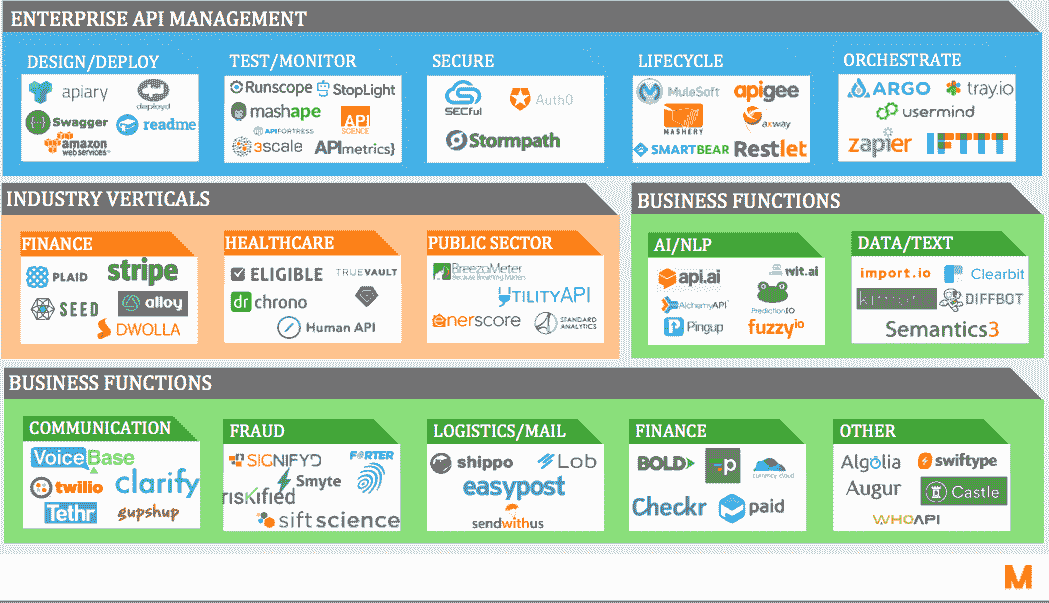 ENTERPRISE API MANAGEMENT
DESIGN/DEPLOY
apiary
deployd
Swagger
readme
amazon
webservices
TEST/MONITOR
Runscope
StopLight
mashape
API
SCIENCE
APIFORTRESS
3scale
APImetrics}
SECURE
SECful
Auth0
Stormpath
LIFECYCLE
MuleSoft
apigee
MASHERY
axway
SMARTBEAR
Restlet
ORCHESTRATE
ARGO
tray.io
usermind
zapier
IFTTT
INDUSTRY VERTICALS
FINANCE
PLAID
stripe
SEED
alloy
DWOLLA
HEALTHCARE
ELIGIBLE
TRUEVAULT
dr chrono
Human API
PUBLIC SECTOR
BreezoMeter
Because Breathing Matters
UTILITYAPI
enerscore
STANDARD
ANALYTICS
BUSINESS FUNCTIONS
AI/NLP
api.ai
wit.ai
AlchemyAPI
PredictionIO
Pingup
fuzzyio
DATA/TEXT
import.io
Clearbit
DIFFBOT
Semantics3
BUSINESS FUNCTIONS
COMMUNICATION
VoiceBase
twilio
clarify
Tethr
gupshup
FRAUD
SIGNIFYD
FORTER
Smyte
riskified
sift science
LOGISTICS/MAIL
shippo
Lob
easypost
sendwithus
FINANCE
BOLD
p
currency cloud
Checkr
paid
OTHER
Algolia
swiftype
Augur
Castle
WHOAPI
M